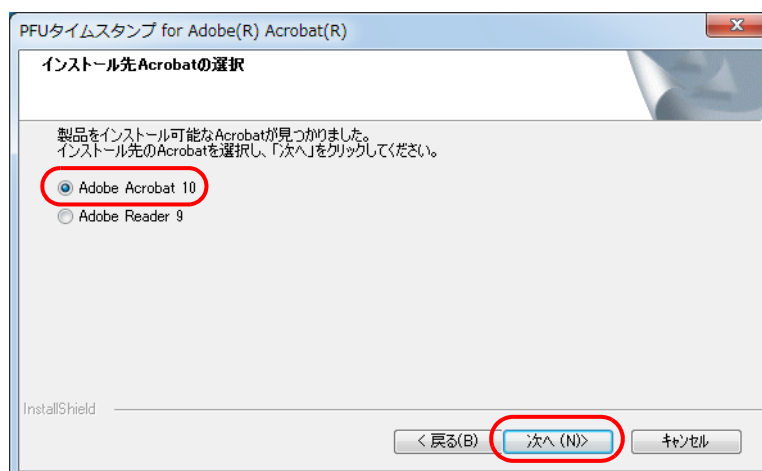 PFUタイムスタンプ for Adobe(R) Acrobat(R)
インストール先Acrobatの選択
製品をインストール可能なAcrobatが見つかりました。
インストール先のAcrobatを選択し、「次へ」をクリックしてください。
Adobe Acrobat 10
Adobe Reader 9
InstallShield
< 戻る(B) 次へ (N)> キャンセル